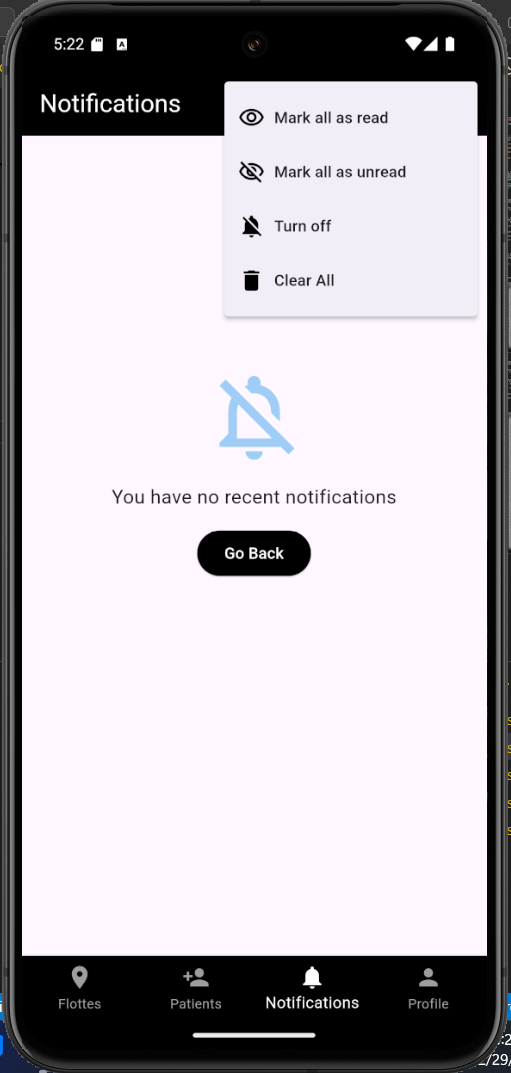 5:22
A
Notifications
Mark all as read
Mark all as unread
Turn off
Clear All
You have no recent notifications
Go Back
Flottes
Patients
Notifications
Profile